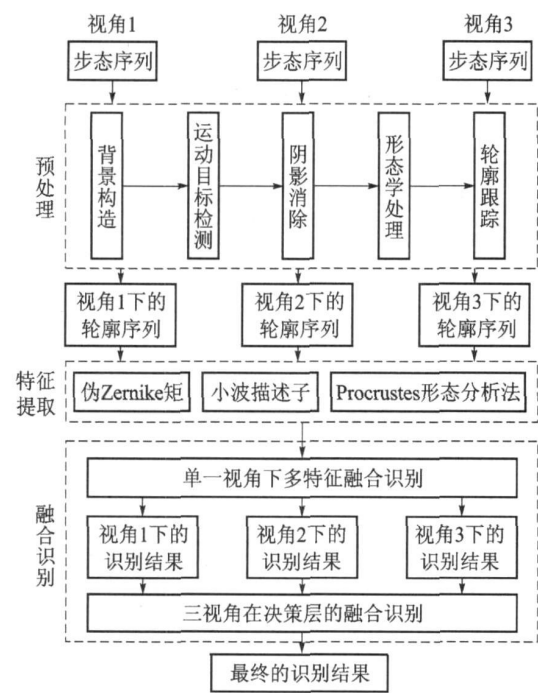 视角1 视角2 视角3
步态序列 步态序列 步态序列
预处理
背景构造
运动目标检测
阴影消除
形态学处理
轮廓跟踪
视角1下的
轮廓序列
视角2下的
轮廓序列
视角3下的
轮廓序列
特征
提取
伪Zernike矩 小波描述子 Procrustes形态分析法
融合识别
单一视角下多特征融合识别
视角1下的
识别结果
视角2下的
识别结果
视角3下的
识别结果
三视角在决策层的融合识别
最终的识别结果